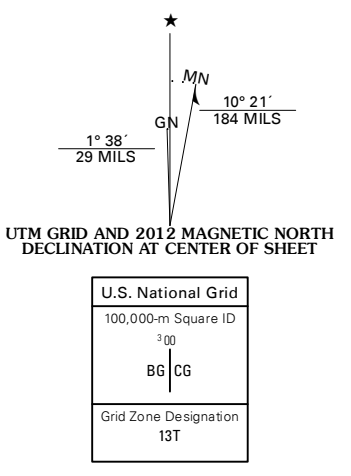 ★
MN
10° 21´
184 MILS
GN
1° 38´
29 MILS
UTM GRID AND 2012 MAGNETIC NORTH
DECLINATION AT CENTER OF SHEET
U.S. National Grid
100,000-m Square ID
³00
BG CG
Grid Zone Designation
13T